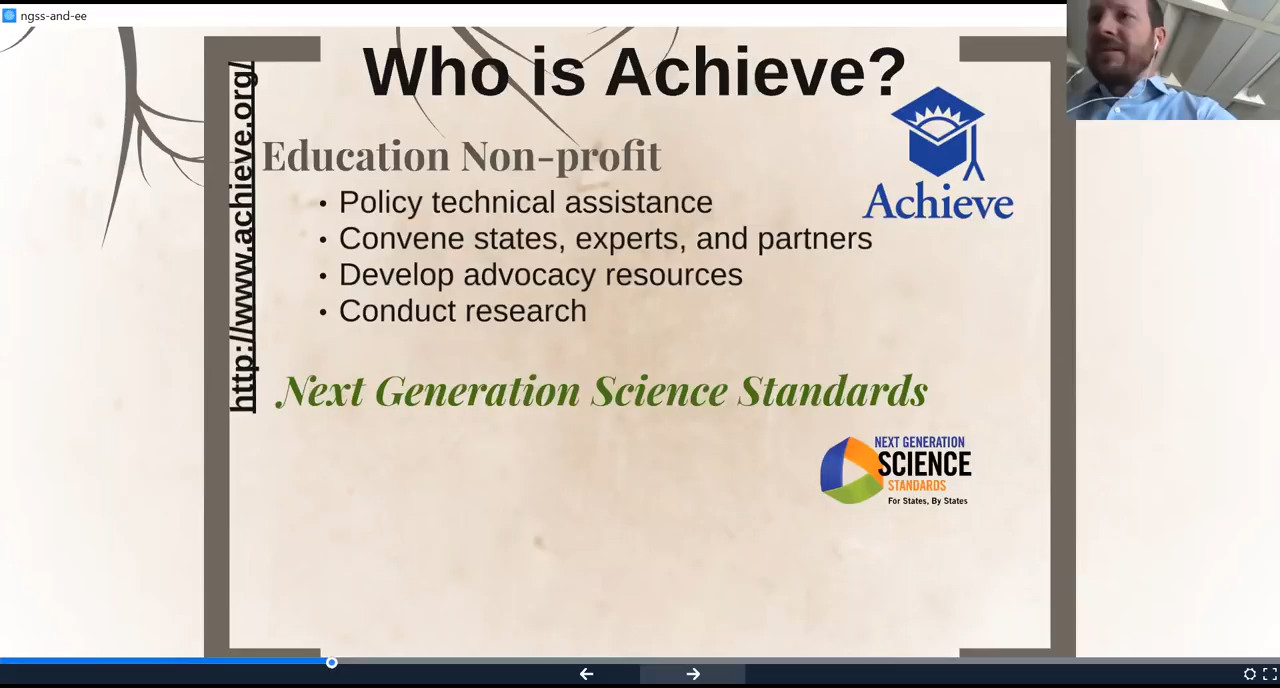 ngss-and-ee
Who is Achieve?
http://www.achieve.org/
Education Non-profit
Achieve
• Policy technical assistance
• Convene states, experts, and partners
• Develop advocacy resources
• Conduct research
Next Generation Science Standards
NEXT GENERATION
SCIENCE
STANDARDS
For States, By States